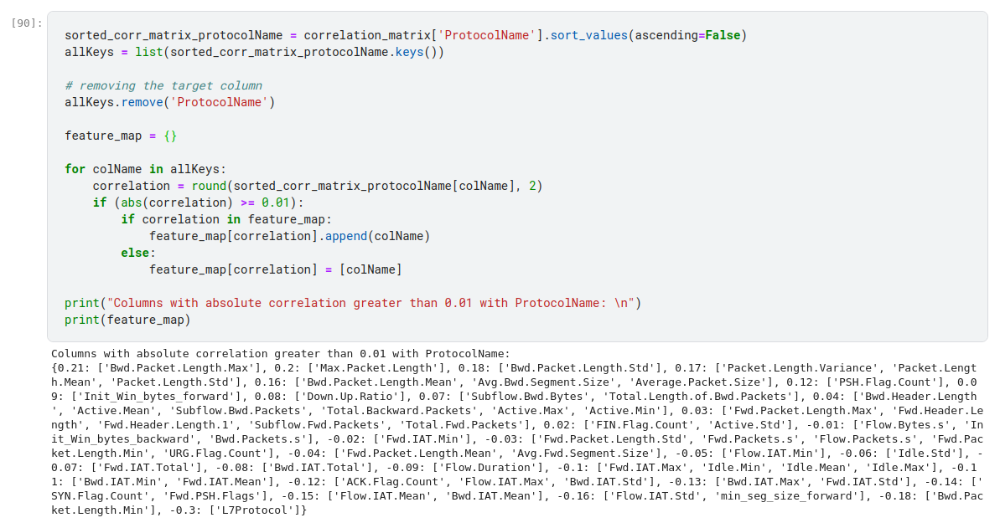 [90]:
sorted_corr_matrix_protocolName = correlation_matrix['ProtocolName'].sort_values(ascending=False)
allKeys = list(sorted_corr_matrix_protocolName.keys())
# removing the target column
allKeys.remove('ProtocolName')
feature_map = {}
for colName in allKeys:
    correlation = round(sorted_corr_matrix_protocolName[colName], 2)
    if (abs(correlation) >= 0.01):
        if correlation in feature_map:
            feature_map[correlation].append(colName)
        else:
            feature_map[correlation] = [colName]
print("Columns with absolute correlation greater than 0.01 with ProtocolName: \n")
print(feature_map)
Columns with absolute correlation greater than 0.01 with ProtocolName:
{0.21: ['Bwd.Packet.Length.Max'], 0.2: ['Max.Packet.Length'], 0.18: ['Bwd.Packet.Length.Std'], 0.17: ['Packet.Length.Variance', 'Packet.Lengt
h.Mean', 'Packet.Length.Std'], 0.16: ['Bwd.Packet.Length.Mean', 'Avg.Bwd.Segment.Size', 'Average.Packet.Size'], 0.12: ['PSH.Flag.Count'], 0.0
9: ['Init_Win_bytes_forward'], 0.08: ['Down.Up.Ratio'], 0.07: ['Subflow.Bwd.Bytes', 'Total.Length.of.Bwd.Packets'], 0.04: ['Bwd.Header.Length
', 'Active.Mean', 'Subflow.Bwd.Packets', 'Total.Backward.Packets', 'Active.Max', 'Active.Min'], 0.03: ['Fwd.Packet.Length.Max', 'Fwd.Header.Le
ngth', 'Fwd.Header.Length.1', 'Subflow.Fwd.Packets', 'Total.Fwd.Packets'], 0.02: ['FIN.Flag.Count', 'Active.Std'], -0.01: ['Flow.Bytes.s', 'In
it_Win_bytes_backward', 'Bwd.Packets.s'], -0.02: ['Fwd.IAT.Min'], -0.03: ['Fwd.Packet.Length.Std', 'Fwd.Packets.s', 'Flow.Packets.s', 'Fwd.Pac
ket.Length.Min', 'URG.Flag.Count'], -0.04: ['Fwd.Packet.Length.Mean', 'Avg.Fwd.Segment.Size'], -0.05: ['Flow.IAT.Min'], -0.06: ['Idle.Std'], -
0.07: ['Fwd.IAT.Total'], -0.08: ['Bwd.IAT.Total'], -0.09: ['Flow.Duration'], -0.1: ['Fwd.IAT.Max', 'Idle.Min', 'Idle.Mean', 'Idle.Max'], -0.1
1: ['Bwd.IAT.Min', 'Fwd.IAT.Mean'], -0.12: ['ACK.Flag.Count', 'Flow.IAT.Max', 'Bwd.IAT.Std'], -0.13: ['Bwd.IAT.Max', 'Fwd.IAT.Std'], -0.14: ['
SYN.Flag.Count', 'Fwd.PSH.Flags'], -0.15: ['Flow.IAT.Mean', 'Bwd.IAT.Mean'], -0.16: ['Flow.IAT.Std', 'min_seg_size_forward'], -0.18: ['Bwd.Pac
ket.Length.Min'], -0.3: ['L7Protocol']}